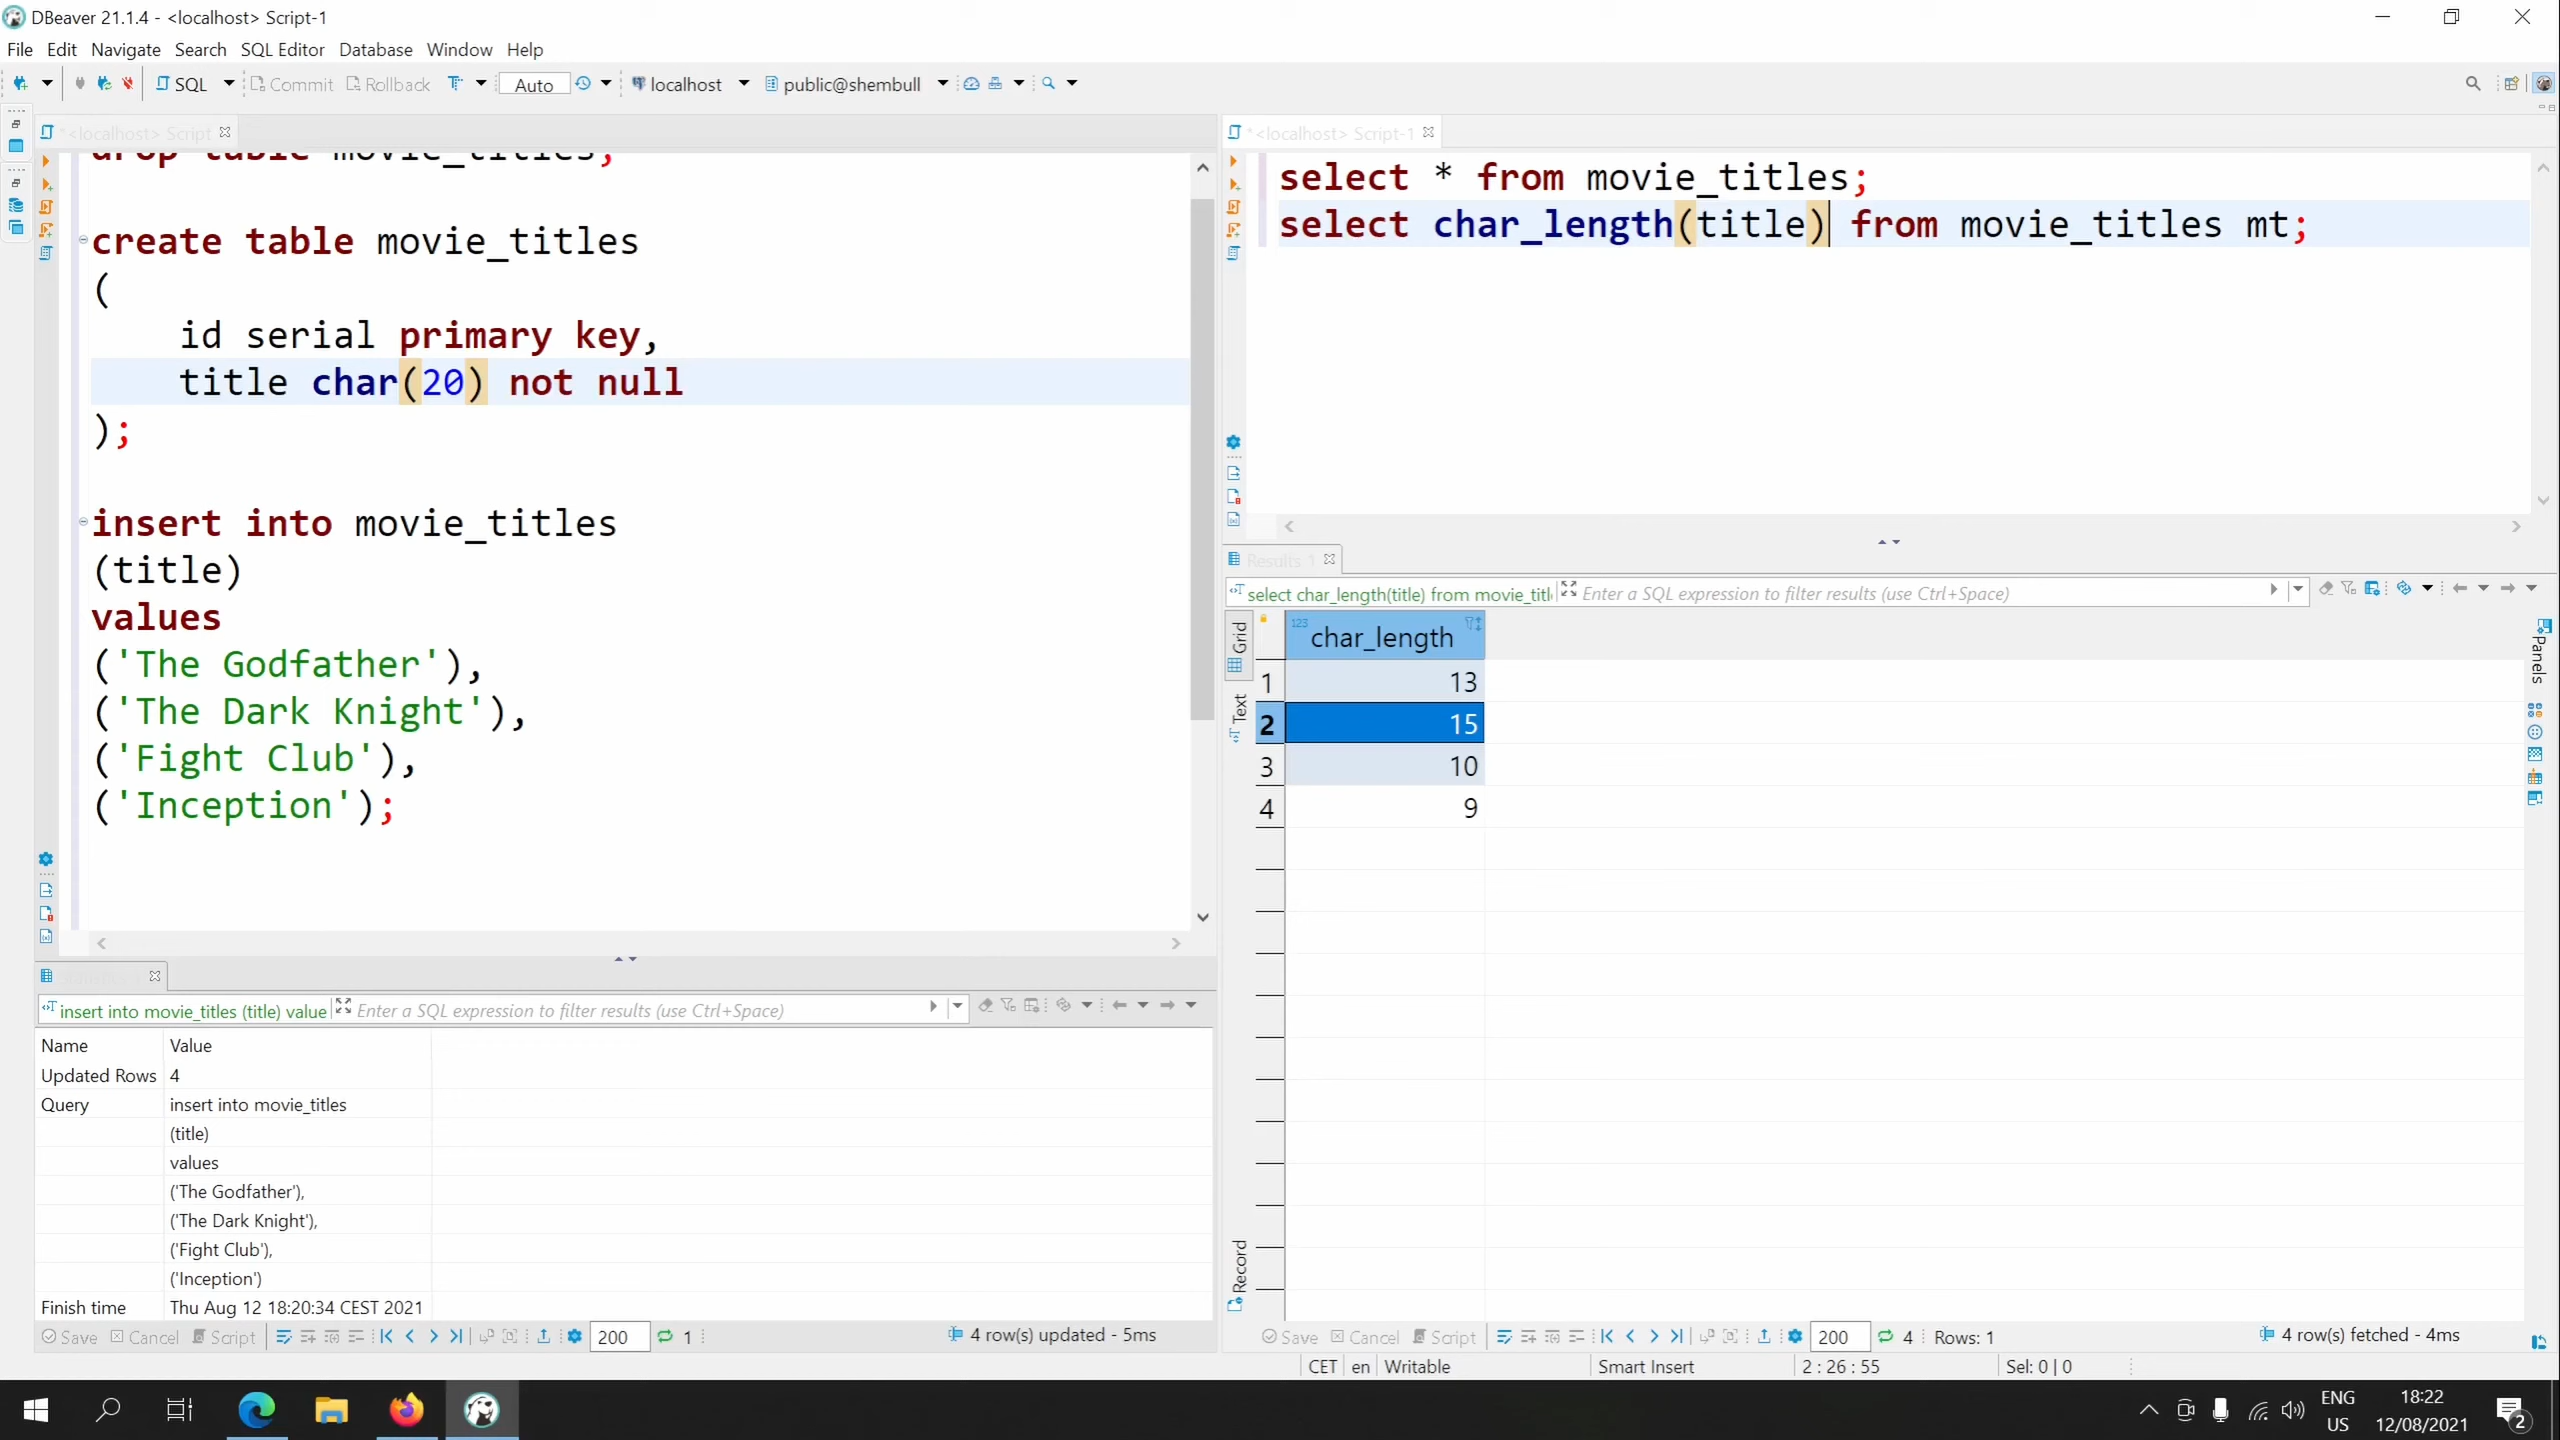 DBeaver 21.1.4 - <localhost> Script-1
File Edit Navigate Search SQL Editor Database Window Help
SQL Commit Rollback Auto localhost public@shembull
*<localhost> Script
drop table movie_titles;
create table movie_titles
(
id serial primary key,
title char(20) not null
);
insert into movie_titles
(title)
values
('The Godfather'),
('The Dark Knight'),
('Fight Club'),
('Inception');
insert into movie_titles (title) value
Enter a SQL expression to filter results (use Ctrl+Space)
Name Value
Updated Rows 4
Query insert into movie_titles
(title)
values
('The Godfather'),
('The Dark Knight'),
('Fight Club'),
('Inception')
Finish time Thu Aug 12 18:20:34 CEST 2021
Save Cancel Script 200 1 4 row(s) updated - 5ms
*<localhost> Script-1
select * from movie_titles;
select char_length(title) from movie_titles mt;
Results 1
select char_length(title) from movie_titl
Enter a SQL expression to filter results (use Ctrl+Space)
Grid
Text
Record
Panels
123 char_length
1 13
2 15
3 10
4 9
Save Cancel Script 200 4 Rows: 1 4 row(s) fetched - 4ms
CET en Writable Smart Insert 2 : 26 : 55 Sel: 0 | 0
ENG
US
18:22
12/08/2021
2